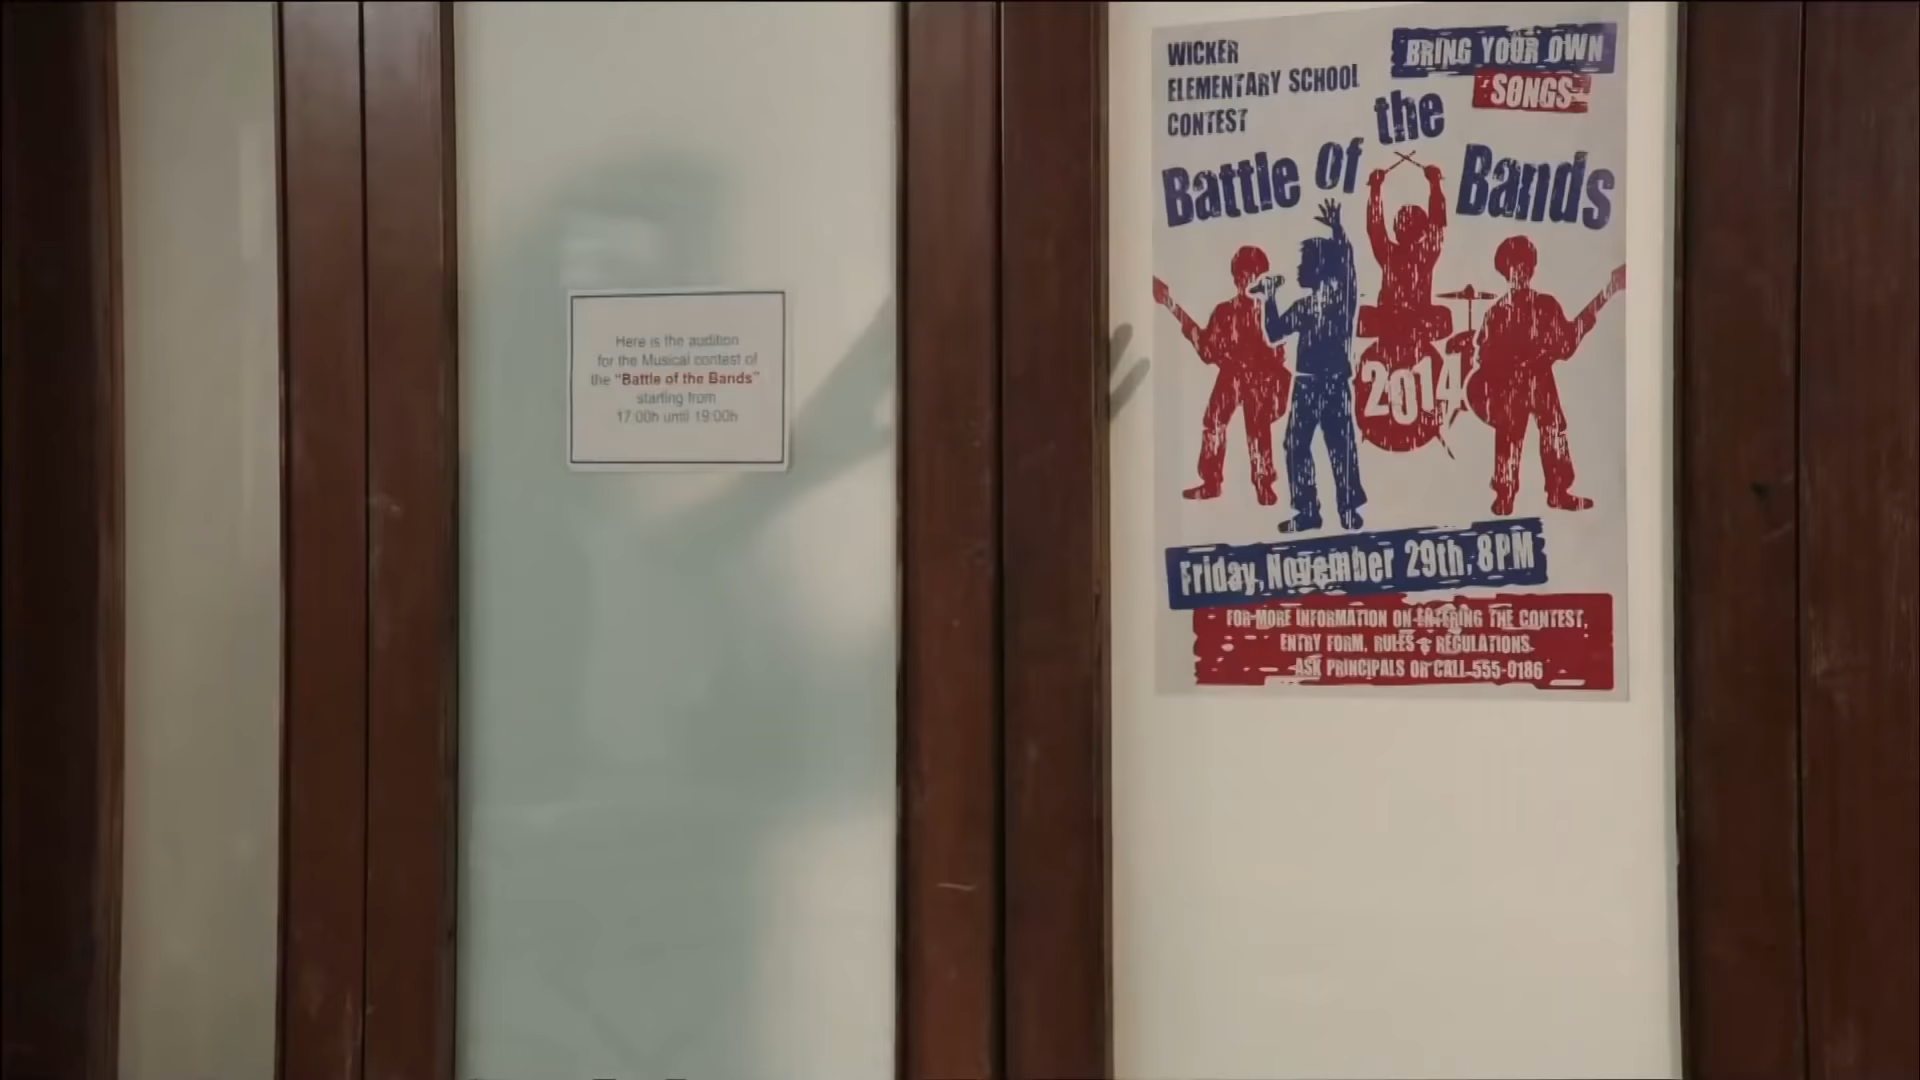 Here is the audition
for the Musical contest of
the "Battle of the Bands"
starting from
17:00h until 19:00h
WICKER
ELEMENTARY SCHOOL
CONTEST
BRING YOUR OWN
SONGS
Battle Of the Bands
2014
Friday, November 29th, 8PM
FOR MORE INFORMATION ON ENTERING THE CONTEST,
ENTRY FORM, RULES & REGULATIONS
ASK PRINCIPALS OR CALL 555-0186